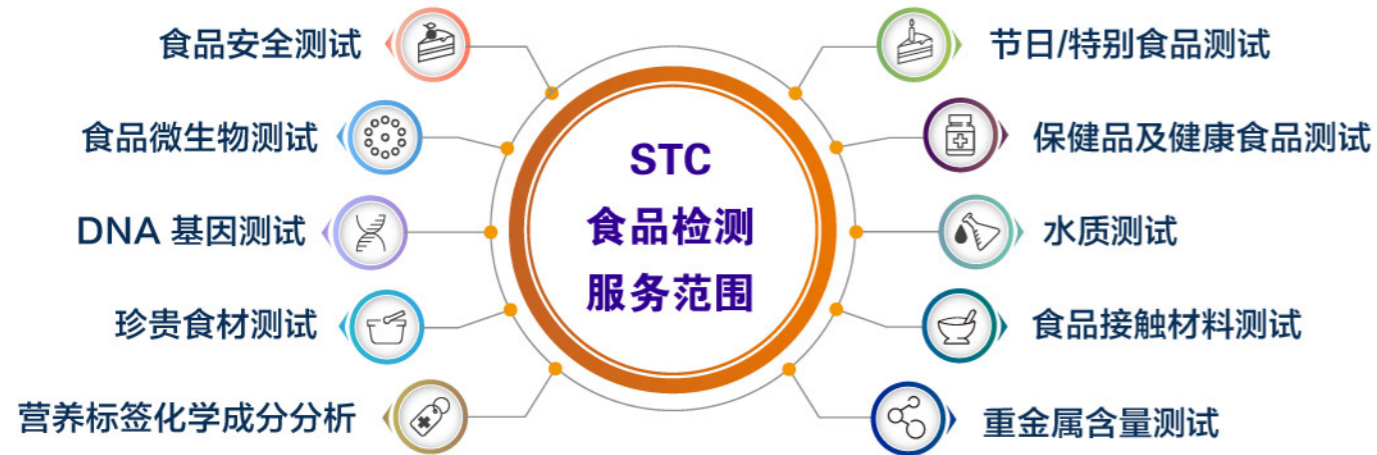 食品安全测试
食品微生物测试
DNA 基因测试
珍贵食材测试
营养标签化学成分分析
STC
食品检测
服务范围
节日/特别食品测试
保健品及健康食品测试
水质测试
食品接触材料测试
重金属含量测试